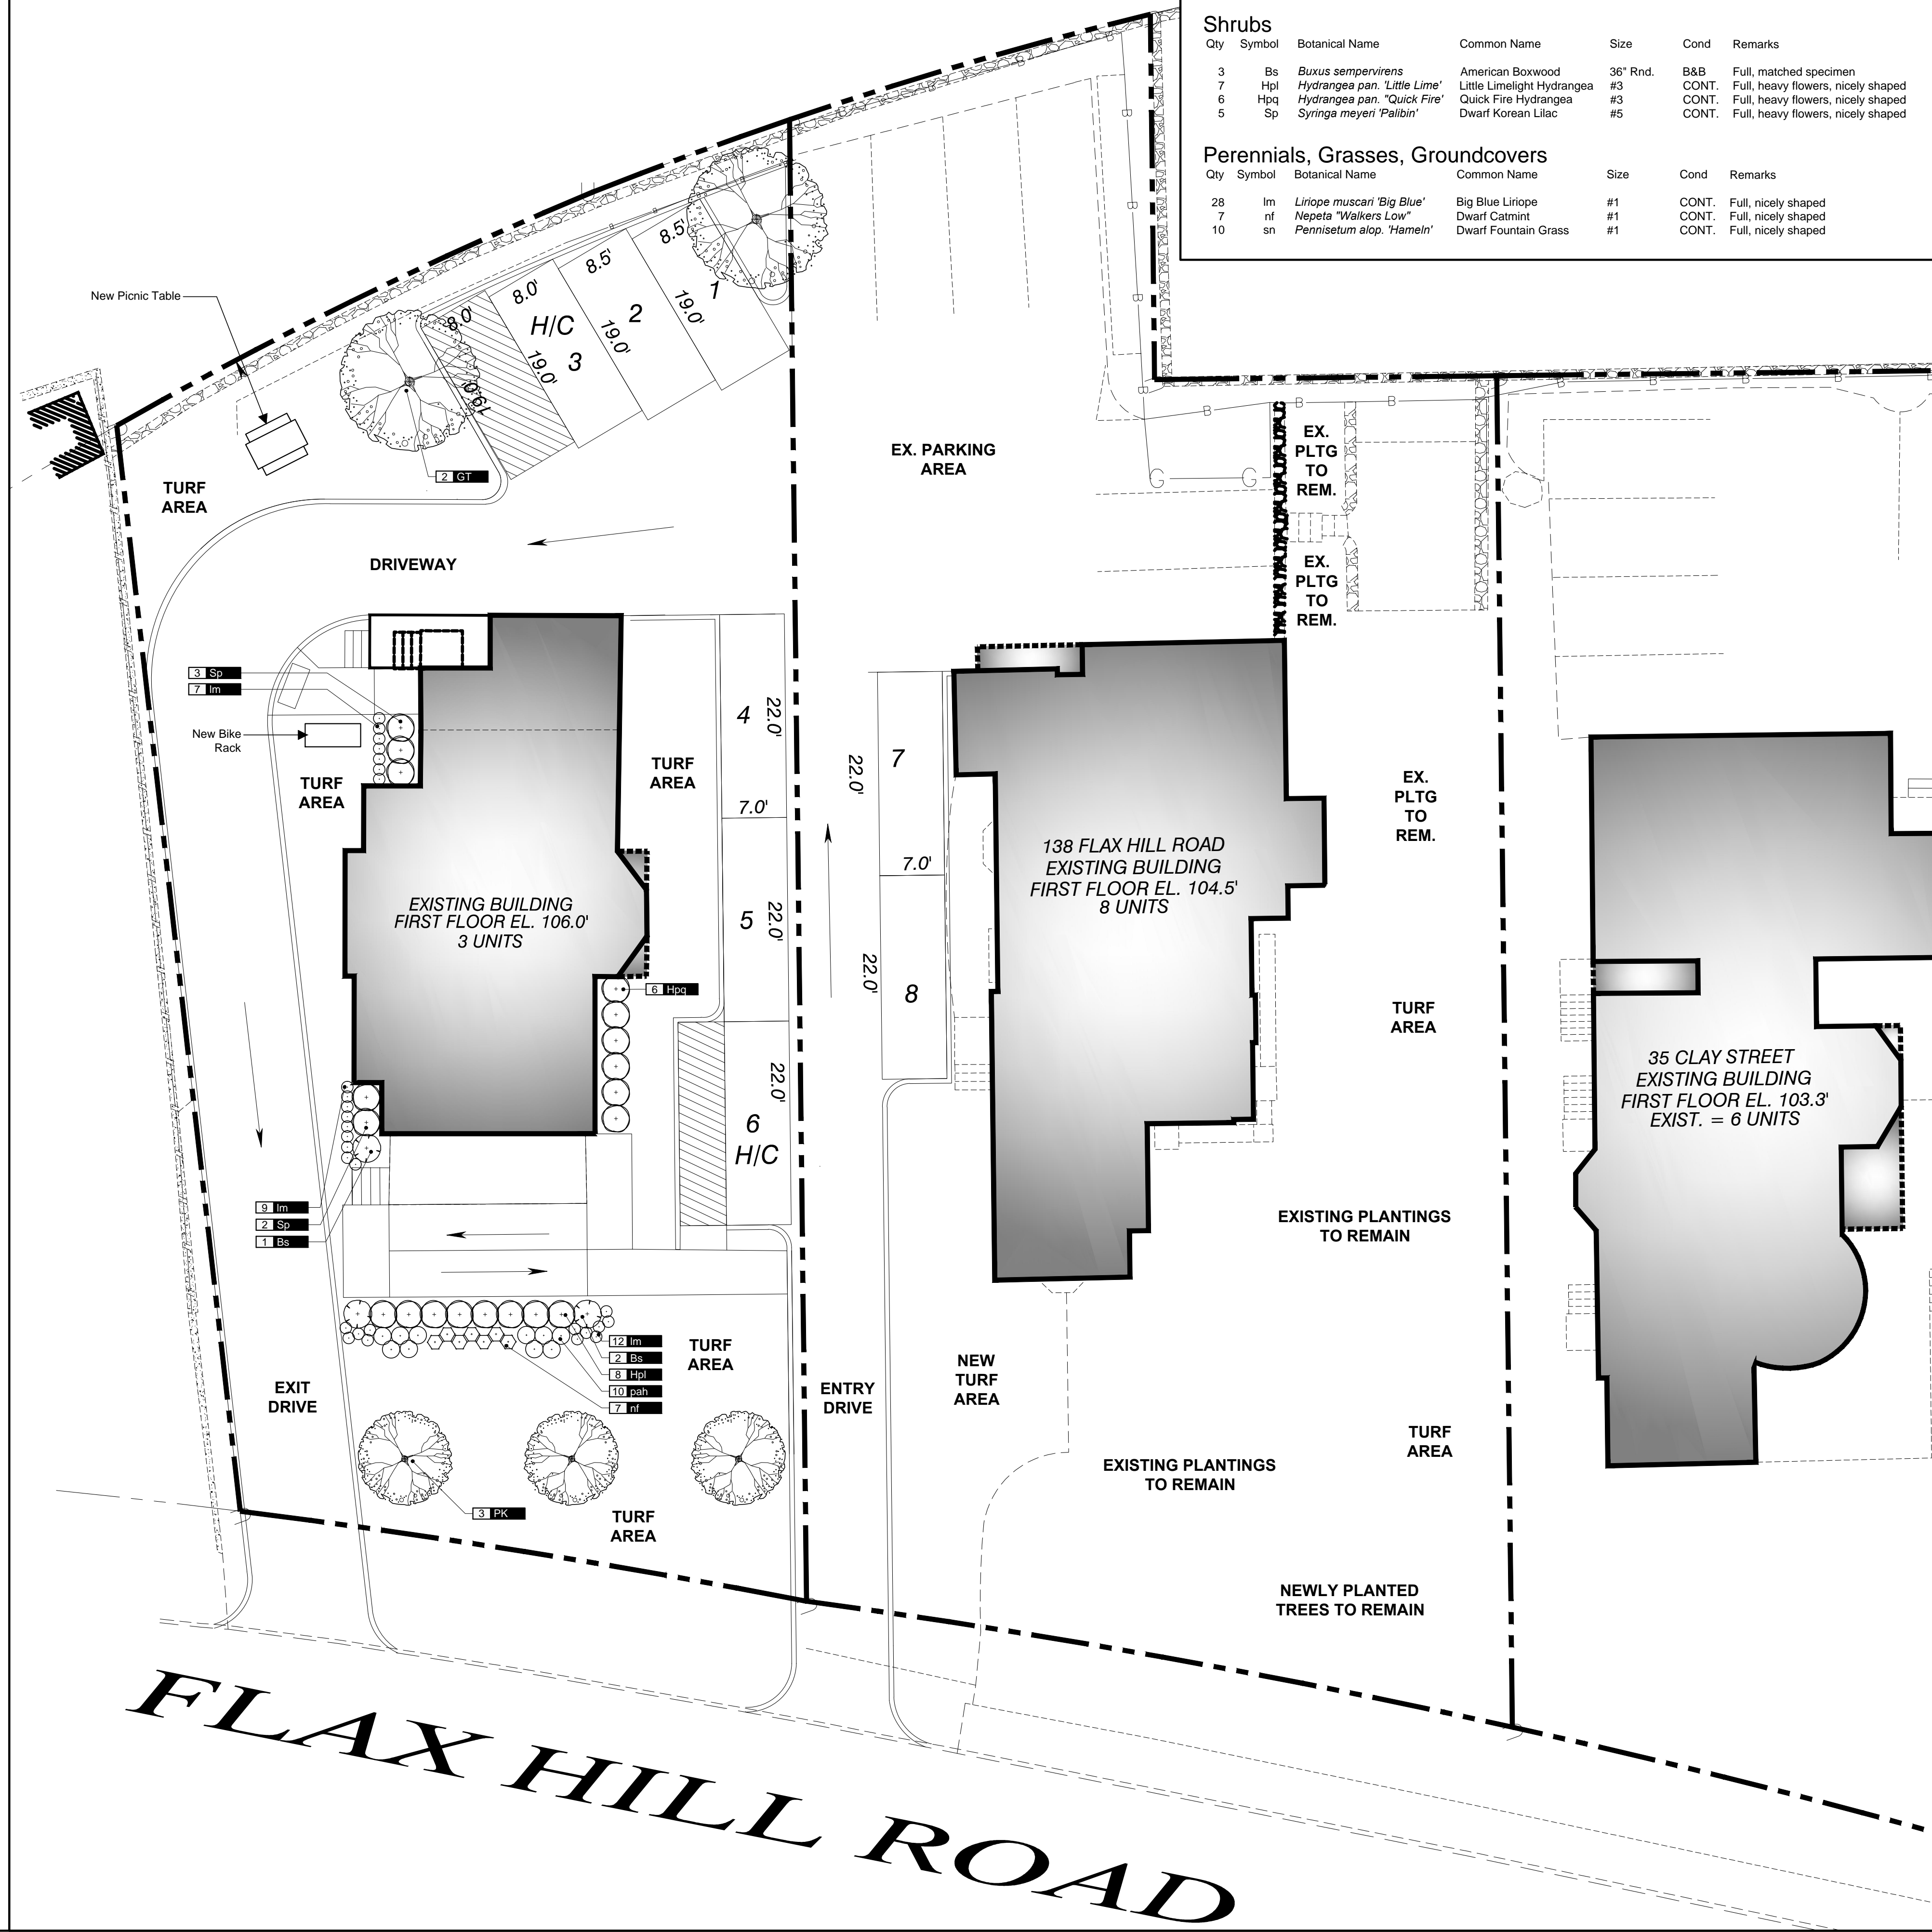 Shrubs
Qty Symbol Botanical Name Common Name Size Cond Remarks
3 Bs Buxus sempervirens American Boxwood 36" Rnd. B&B Full, matched specimen
7 Hpl Hydrangea pan. 'Little Lime' Little Limelight Hydrangea #3 CONT. Full, heavy flowers, nicely shaped
6 Hpq Hydrangea pan. "Quick Fire' Quick Fire Hydrangea #3 CONT. Full, heavy flowers, nicely shaped
5 Sp Syringa meyeri 'Palibin' Dwarf Korean Lilac #5 CONT. Full, heavy flowers, nicely shaped
Perennials, Grasses, Groundcovers
Qty Symbol Botanical Name Common Name Size Cond Remarks
28 lm Liriope muscari 'Big Blue' Big Blue Liriope #1 CONT. Full, nicely shaped
7 nf Nepeta "Walkers Low" Dwarf Catmint #1 CONT. Full, nicely shaped
10 sn Pennisetum alop. 'Hameln' Dwarf Fountain Grass #1 CONT. Full, nicely shaped
New Picnic Table
8.0'
8.0'
8.5'
8.5'
H/C
3
2
1
19.0'
19.0'
19.0'
19.0'
2 GT
TURF
AREA
DRIVEWAY
EX. PARKING
AREA
B
B
B
B
B
B
B
B
B
B
B
B
B
B
G
G
EX.
PLTG
TO
REM.
EX.
PLTG
TO
REM.
3 Sp
7 lm
New Bike
Rack
TURF
AREA
TURF
AREA
4
22.0'
7.0'
5
22.0'
22.0'
6
H/C
7
22.0'
7.0'
22.0'
8
EXISTING BUILDING
FIRST FLOOR EL. 106.0'
3 UNITS
6 Hpq
138 FLAX HILL ROAD
EXISTING BUILDING
FIRST FLOOR EL. 104.5'
8 UNITS
EX.
PLTG
TO
REM.
TURF
AREA
35 CLAY STREET
EXISTING BUILDING
FIRST FLOOR EL. 103.3'
EXIST. = 6 UNITS
9 lm
2 Sp
1 Bs
EXISTING PLANTINGS
TO REMAIN
12 lm
2 Bs
8 Hpl
10 pah
7 nf
TURF
AREA
EXIT
DRIVE
ENTRY
DRIVE
NEW
TURF
AREA
TURF
AREA
EXISTING PLANTINGS
TO REMAIN
3 PK
TURF
AREA
NEWLY PLANTED
TREES TO REMAIN
FLAX HILL ROAD